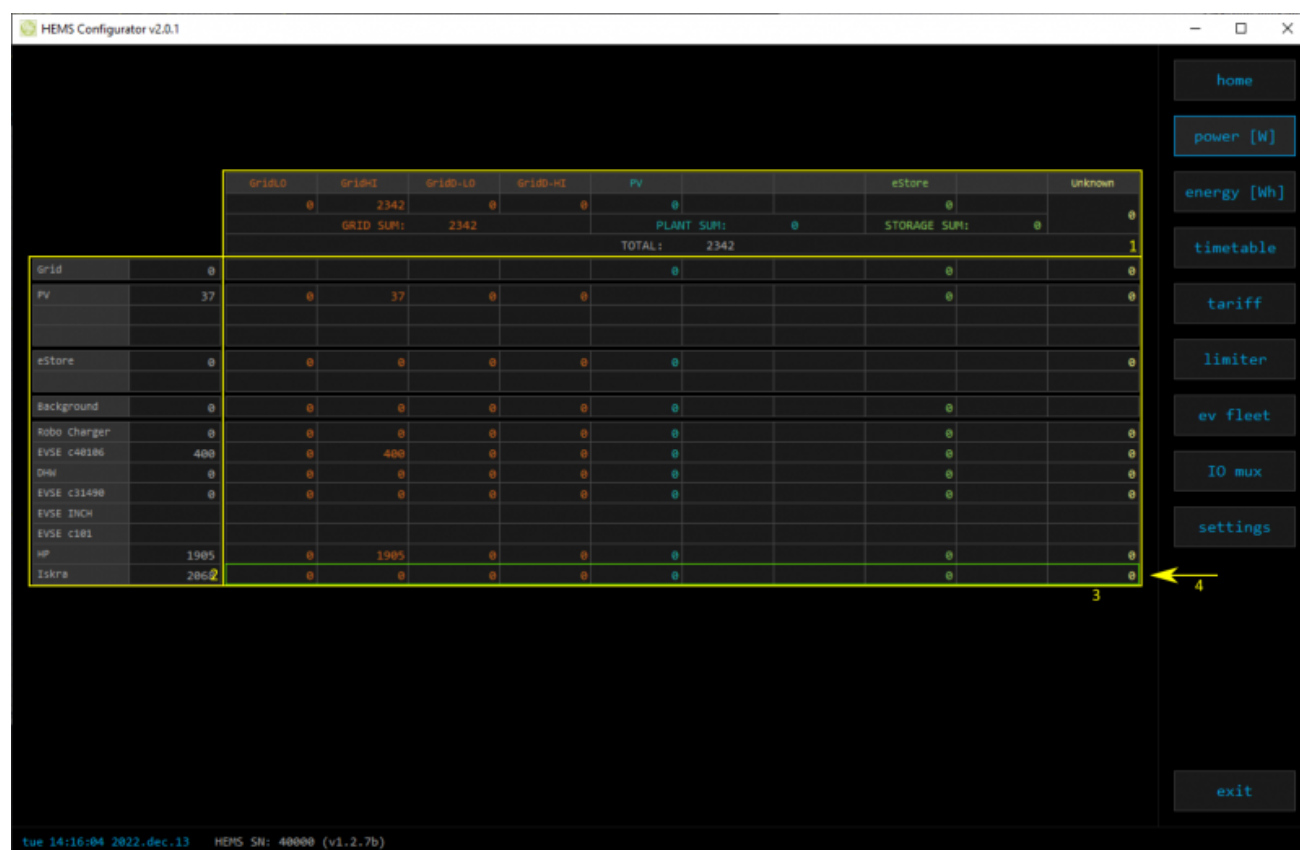 HEMS Configurator v2.0.1
home
power [W]
energy [Wh]
timetable
tariff
limiter
ev fleet
IO mux
settings
exit
GridLO GridHI GridD-LO GridD-HI PV eStore Unknown
0 2342 0 0 0 0 0
GRID SUM: 2342 PLANT SUM: 0 STORAGE SUM: 0
TOTAL: 2342 1
Grid 0 0 0 0
PV 37 0 37 0 0 0 0
eStore 0 0 0 0 0 0 0
Background 0 0 0 0 0 0 0
Robo Charger 0 0 0 0 0 0 0 0
EVSE c40106 400 0 400 0 0 0 0 0
DHW 0 0 0 0 0 0 0 0
EVSE c31490 0 0 0 0 0 0 0 0
EVSE INCH
EVSE c101
HP 1905 0 1905 0 0 0 0 0
Iskra 206 2 0 0 0 0 0 0 0
3
4
tue 14:16:04 2022.dec.13 HEMS SN: 40000 (v1.2.7b)